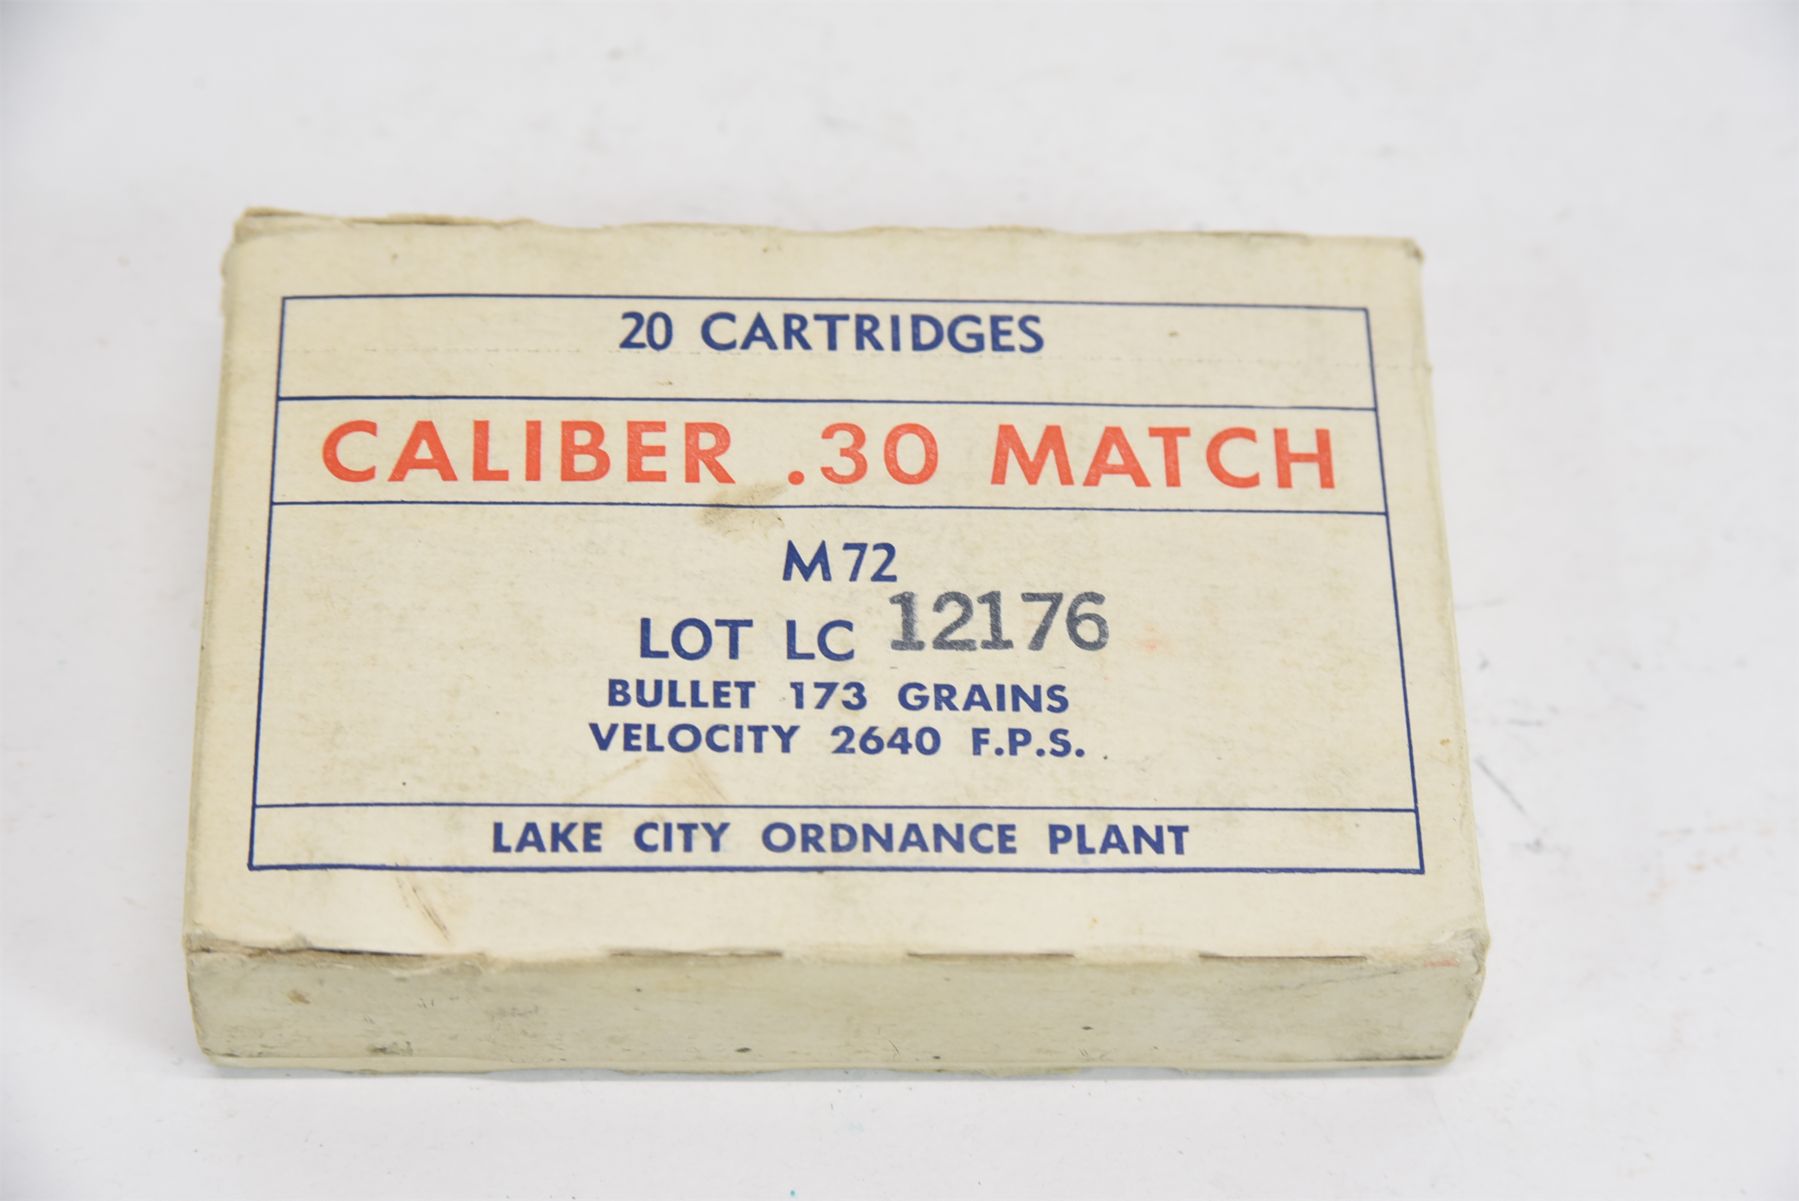 20 CARTRIDGES
CALIBER .30 MATCH
M72
LOT LC 12176
BULLET 173 GRAINS
VELOCITY 2640 F.P.S.
LAKE CITY ORDNANCE PLANT